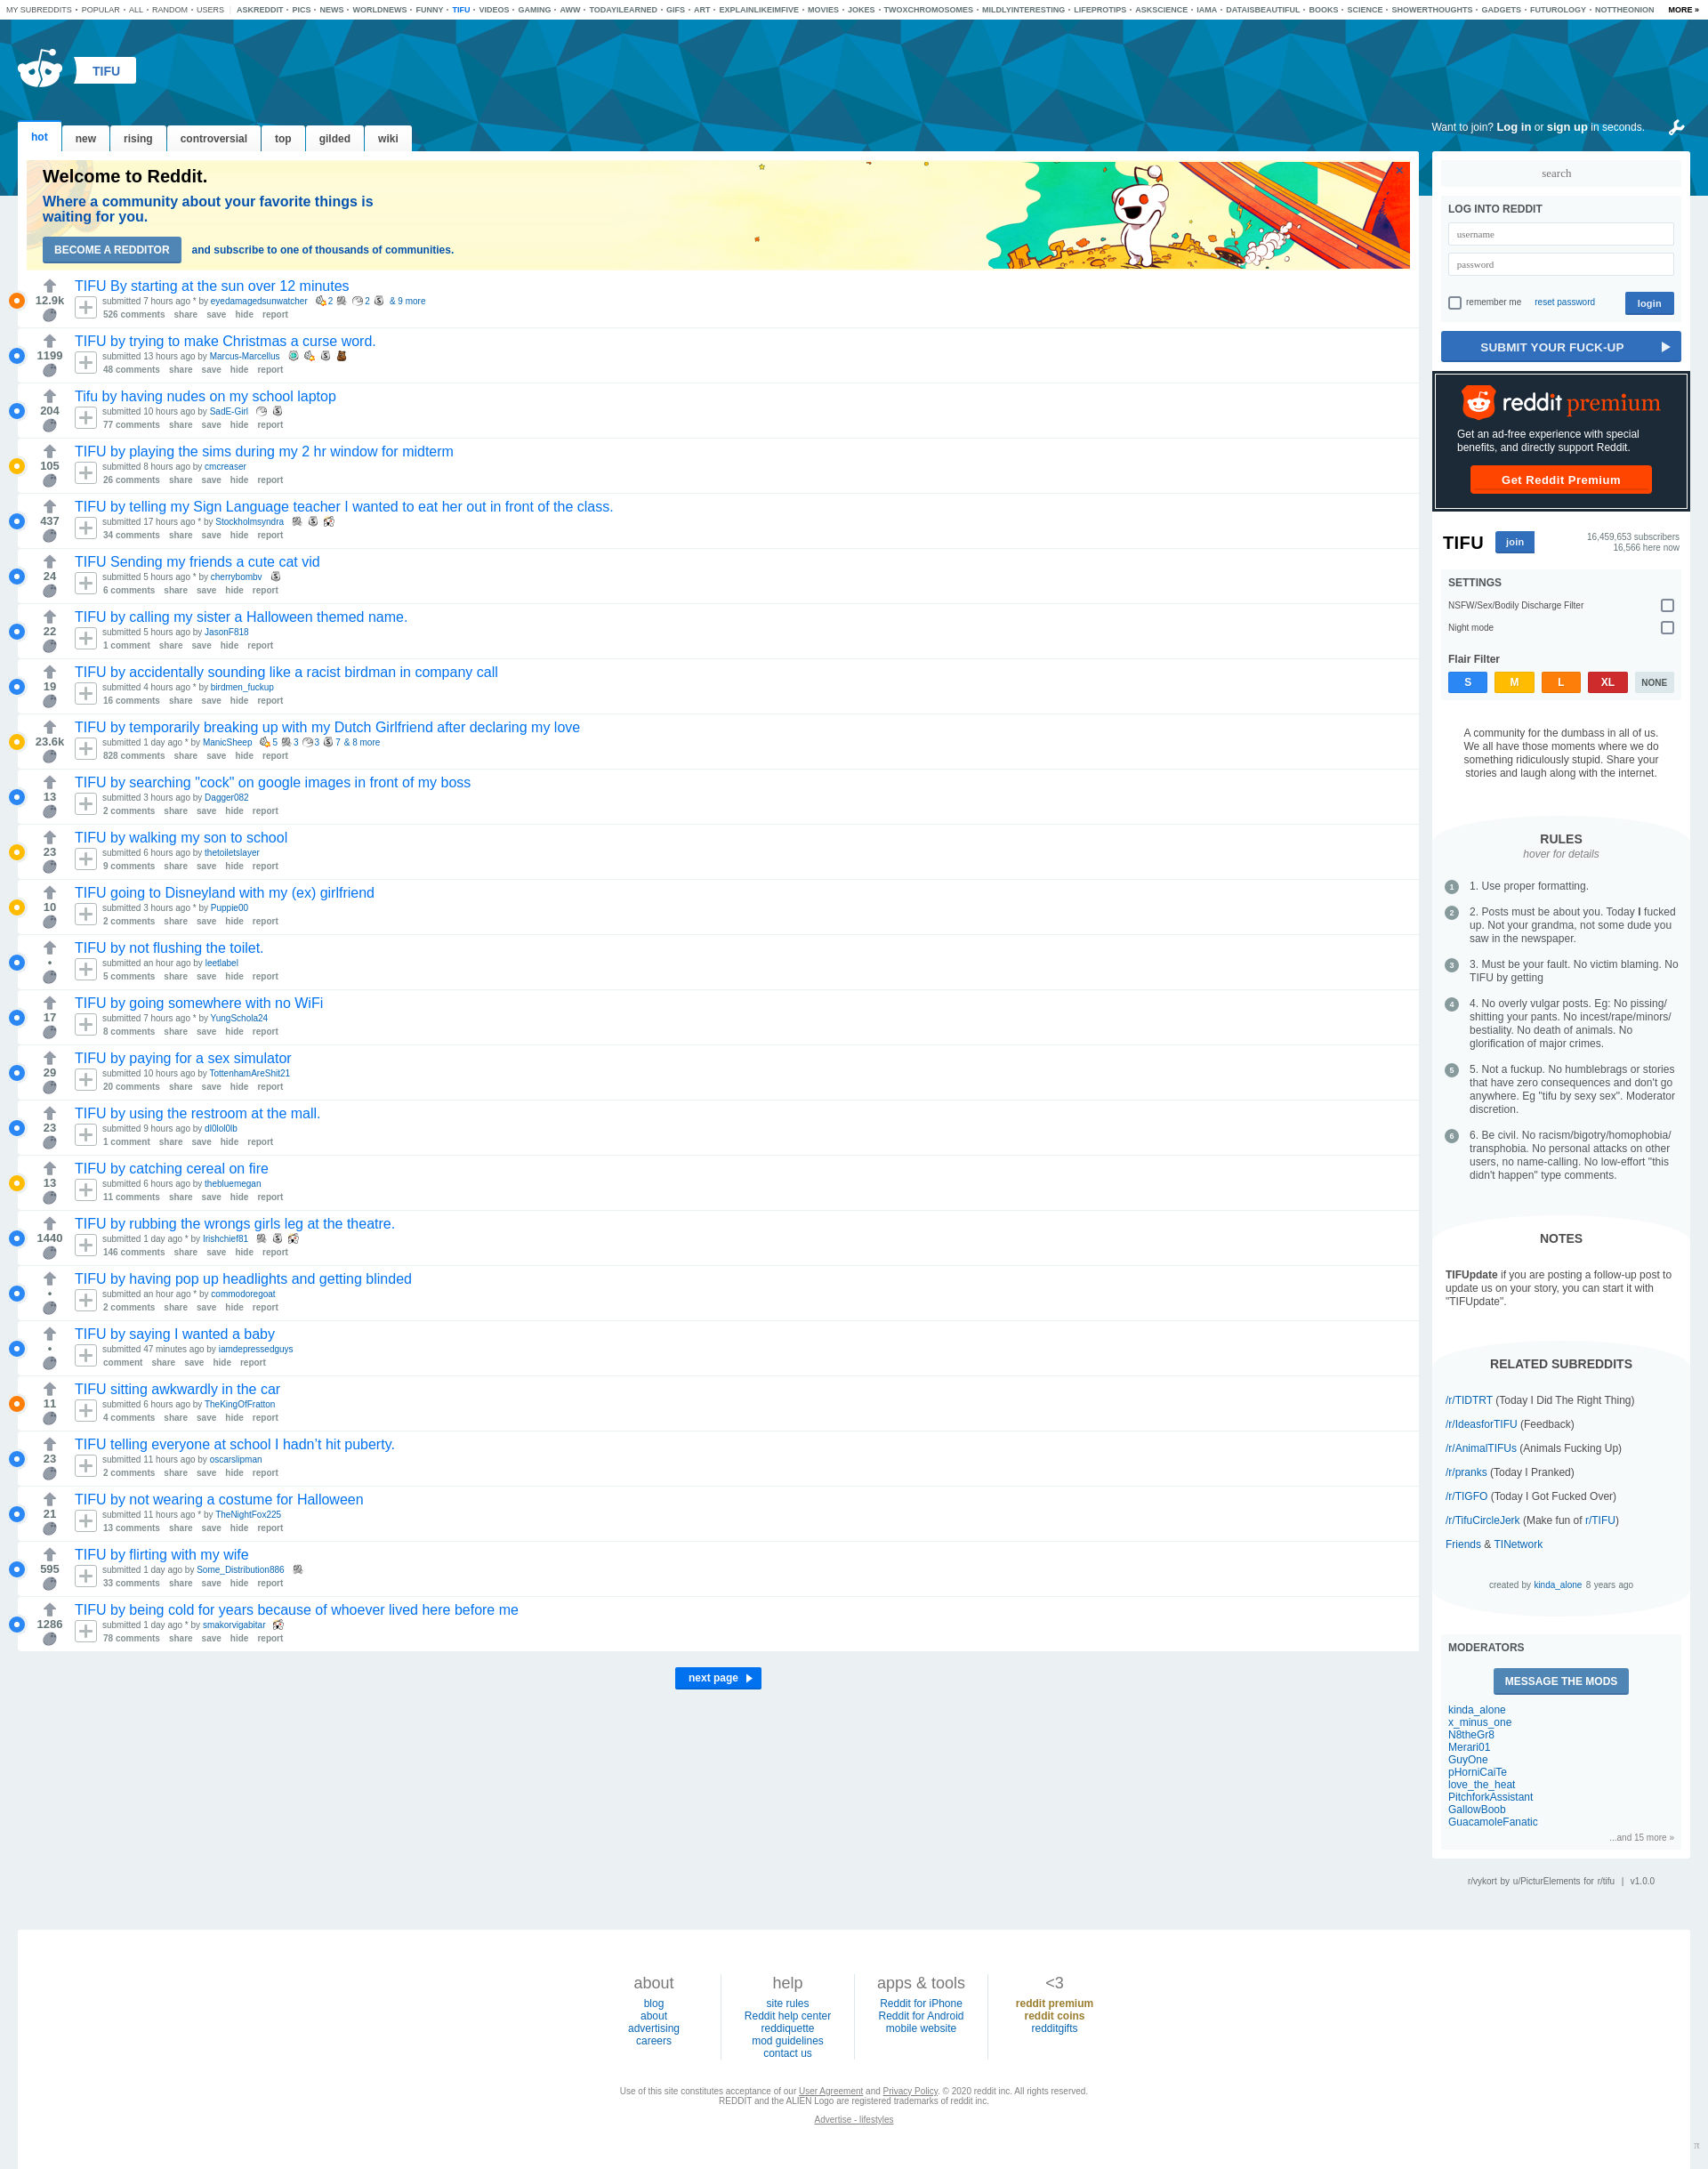 MY SUBREDDITS • POPULAR • ALL • RANDOM • USERS | ASKREDDIT • PICS • NEWS • WORLDNEWS • FUNNY • TIFU • VIDEOS • GAMING • AWW • TODAYILEARNED • GIFS • ART • EXPLAINLIKEIMFIVE • MOVIES • JOKES • TWOXCHROMOSOMES • MILDLYINTERESTING • LIFEPROTIPS • ASKSCIENCE • IAMA • DATAISBEAUTIFUL • BOOKS • SCIENCE • SHOWERTHOUGHTS • GADGETS • FUTUROLOGY • NOTTHEONION MORE »
TIFU
hot new rising controversial top gilded wiki
Want to join? Log in or sign up in seconds.
Welcome to Reddit.
Where a community about your favorite things is
waiting for you.
BECOME A REDDITOR and subscribe to one of thousands of communities.
TIFU By starting at the sun over 12 minutes
12.9k
submitted 7 hours ago * by eyedamagedsunwatcher 2 2 & 9 more
526 comments share save hide report
TIFU by trying to make Christmas a curse word.
1199
submitted 13 hours ago by Marcus-Marcellus
48 comments share save hide report
Tifu by having nudes on my school laptop
204
submitted 10 hours ago by SadE-Girl
77 comments share save hide report
TIFU by playing the sims during my 2 hr window for midterm
105
submitted 8 hours ago by cmcreaser
26 comments share save hide report
TIFU by telling my Sign Language teacher I wanted to eat her out in front of the class.
437
submitted 17 hours ago * by Stockholmsyndra
34 comments share save hide report
TIFU Sending my friends a cute cat vid
24
submitted 5 hours ago * by cherrybombv
6 comments share save hide report
TIFU by calling my sister a Halloween themed name.
22
submitted 5 hours ago by JasonF818
1 comment share save hide report
TIFU by accidentally sounding like a racist birdman in company call
19
submitted 4 hours ago * by birdmen_fuckup
16 comments share save hide report
TIFU by temporarily breaking up with my Dutch Girlfriend after declaring my love
23.6k
submitted 1 day ago * by ManicSheep 5 3 3 7 & 8 more
828 comments share save hide report
TIFU by searching "cock" on google images in front of my boss
13
submitted 3 hours ago by Dagger082
2 comments share save hide report
TIFU by walking my son to school
23
submitted 6 hours ago by thetoiletslayer
9 comments share save hide report
TIFU going to Disneyland with my (ex) girlfriend
10
submitted 3 hours ago * by Puppie00
2 comments share save hide report
TIFU by not flushing the toilet.
•
submitted an hour ago by leetlabel
5 comments share save hide report
TIFU by going somewhere with no WiFi
17
submitted 7 hours ago * by YungSchola24
8 comments share save hide report
TIFU by paying for a sex simulator
29
submitted 10 hours ago by TottenhamAreShit21
20 comments share save hide report
TIFU by using the restroom at the mall.
23
submitted 9 hours ago by dl0lol0lb
1 comment share save hide report
TIFU by catching cereal on fire
13
submitted 6 hours ago by thebluemegan
11 comments share save hide report
TIFU by rubbing the wrongs girls leg at the theatre.
1440
submitted 1 day ago * by Irishchief81
146 comments share save hide report
TIFU by having pop up headlights and getting blinded
•
submitted an hour ago * by commodoregoat
2 comments share save hide report
TIFU by saying I wanted a baby
•
submitted 47 minutes ago by iamdepressedguys
comment share save hide report
TIFU sitting awkwardly in the car
11
submitted 6 hours ago by TheKingOfFratton
4 comments share save hide report
TIFU telling everyone at school I hadn’t hit puberty.
23
submitted 11 hours ago by oscarslipman
2 comments share save hide report
TIFU by not wearing a costume for Halloween
21
submitted 11 hours ago * by TheNightFox225
13 comments share save hide report
TIFU by flirting with my wife
595
submitted 1 day ago by Some_Distribution886
33 comments share save hide report
TIFU by being cold for years because of whoever lived here before me
1286
submitted 1 day ago * by smakorvigabitar
78 comments share save hide report
next page
search
LOG INTO REDDIT
username
password
remember me reset password login
SUBMIT YOUR FUCK-UP
reddit premium
Get an ad-free experience with special
benefits, and directly support Reddit.
Get Reddit Premium
TIFU join 16,459,653 subscribers
16,566 here now
SETTINGS
NSFW/Sex/Bodily Discharge Filter
Night mode
Flair Filter
S M L XL NONE
A community for the dumbass in all of us.
We all have those moments where we do
something ridiculously stupid. Share your
stories and laugh along with the internet.
RULES
hover for details
1 1. Use proper formatting.
2 2. Posts must be about you. Today I fucked
up. Not your grandma, not some dude you
saw in the newspaper.
3 3. Must be your fault. No victim blaming. No
TIFU by getting
4 4. No overly vulgar posts. Eg: No pissing/
shitting your pants. No incest/rape/minors/
bestiality. No death of animals. No
glorification of major crimes.
5 5. Not a fuckup. No humblebrags or stories
that have zero consequences and don't go
anywhere. Eg "tifu by sexy sex". Moderator
discretion.
6 6. Be civil. No racism/bigotry/homophobia/
transphobia. No personal attacks on other
users, no name-calling. No low-effort "this
didn't happen" type comments.
NOTES
TIFUpdate if you are posting a follow-up post to
update us on your story, you can start it with
"TIFUpdate".
RELATED SUBREDDITS
/r/TIDTRT (Today I Did The Right Thing)
/r/IdeasforTIFU (Feedback)
/r/AnimalTIFUs (Animals Fucking Up)
/r/pranks (Today I Pranked)
/r/TIGFO (Today I Got Fucked Over)
/r/TifuCircleJerk (Make fun of r/TIFU)
Friends & TINetwork
created by kinda_alone 8 years ago
MODERATORS
MESSAGE THE MODS
kinda_alone
x_minus_one
N8theGr8
Merari01
GuyOne
pHorniCaiTe
love_the_heat
PitchforkAssistant
GallowBoob
GuacamoleFanatic
...and 15 more »
r/vykort by u/PicturElements for r/tifu | v1.0.0
about
blog
about
advertising
careers
help
site rules
Reddit help center
reddiquette
mod guidelines
contact us
apps & tools
Reddit for iPhone
Reddit for Android
mobile website
<3
reddit premium
reddit coins
redditgifts
Use of this site constitutes acceptance of our User Agreement and Privacy Policy. © 2020 reddit inc. All rights reserved.
REDDIT and the ALIEN Logo are registered trademarks of reddit inc.
Advertise - lifestyles
π